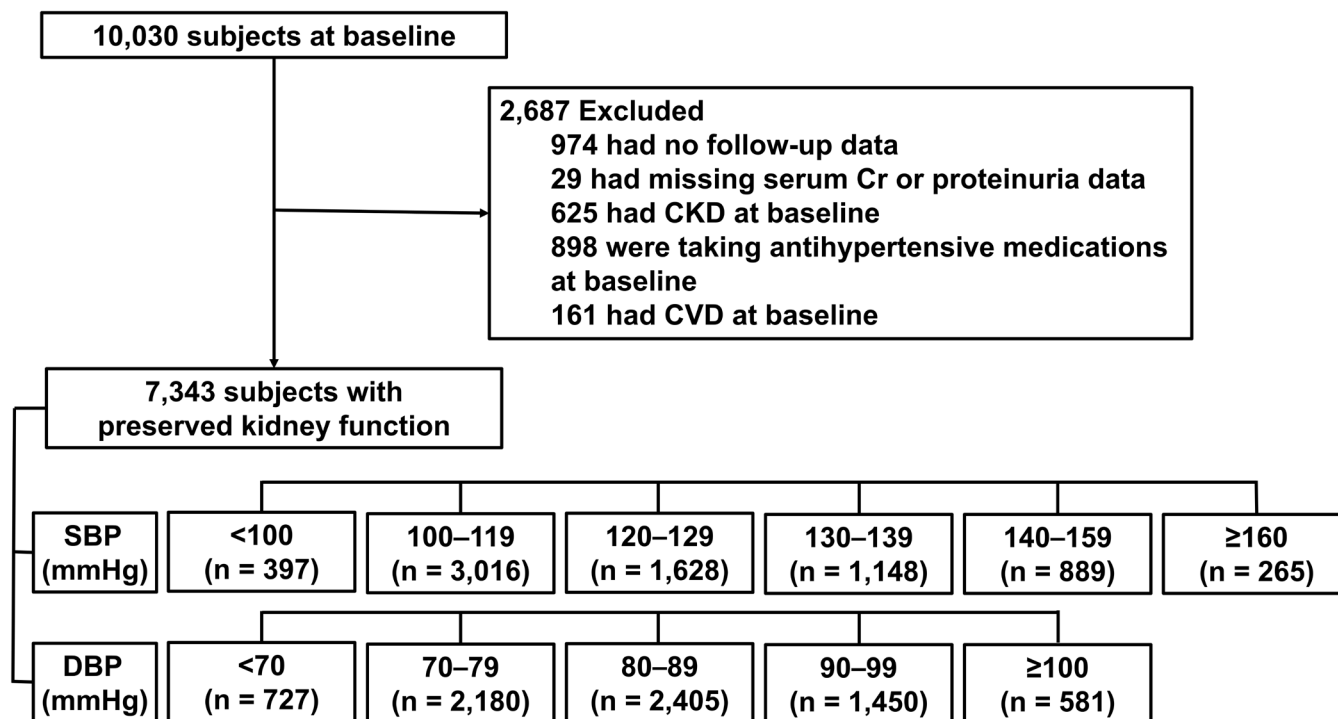 10,030 subjects at baseline
2,687 Excluded
974 had no follow-up data
29 had missing serum Cr or proteinuria data
625 had CKD at baseline
898 were taking antihypertensive medications
at baseline
161 had CVD at baseline
7,343 subjects with
preserved kidney function
SBP
(mmHg)
<100
(n = 397)
100–119
(n = 3,016)
120–129
(n = 1,628)
130–139
(n = 1,148)
140–159
(n = 889)
≥160
(n = 265)
DBP
(mmHg)
<70
(n = 727)
70–79
(n = 2,180)
80–89
(n = 2,405)
90–99
(n = 1,450)
≥100
(n = 581)